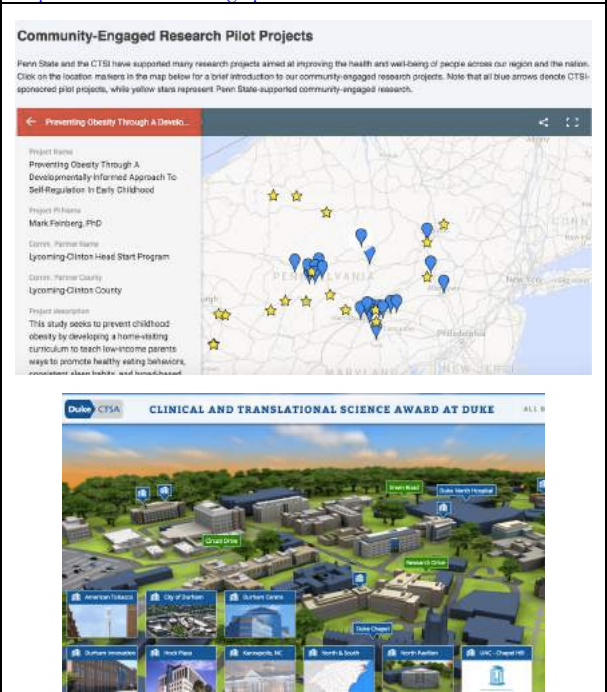 Community-Engaged Research Pilot Projects
Penn State and the CTSI have supported many research projects aimed at improving the health and well-being of people across our region and the nation.
Click on the location markers in the map below for a brief introduction to our community-engaged research projects. Note that all blue arrows denote CTSI-
sponsored pilot projects, while yellow stars represent Penn State-supported community-engaged research.
Preventing Obesity Through A Develo...
Project Name
Preventing Obesity Through A
Developmentally-Informed Approach To
Self-Regulation In Early Childhood
Project PI Name
Mark Feinberg, PhD
Comm. Partner Name
Lycoming-Clinton Head Start Program
Comm. Partner County
Lycoming-Clinton County
Project description
This study seeks to prevent childhood
obesity by developing a home-visiting
curriculum to teach low-income parents
ways to promote healthy eating behaviors,
consistent sleep habits, and broad-based
PENNSYLVANIA
New York
Philadelphia
MARYLAND
NEW JERSEY
Duke CTSA
CLINICAL AND TRANSLATIONAL SCIENCE AWARD AT DUKE
ALL B
Erwin Road
Duke North Hospital
Circuit Drive
Research Drive
American Tobacco
City of Durham
Durham Centre
Duke Chapel
Durham Innovation
Hock Plaza
Kannapolis, NC
North & South
North Pavilion
UNC - Chapel Hill